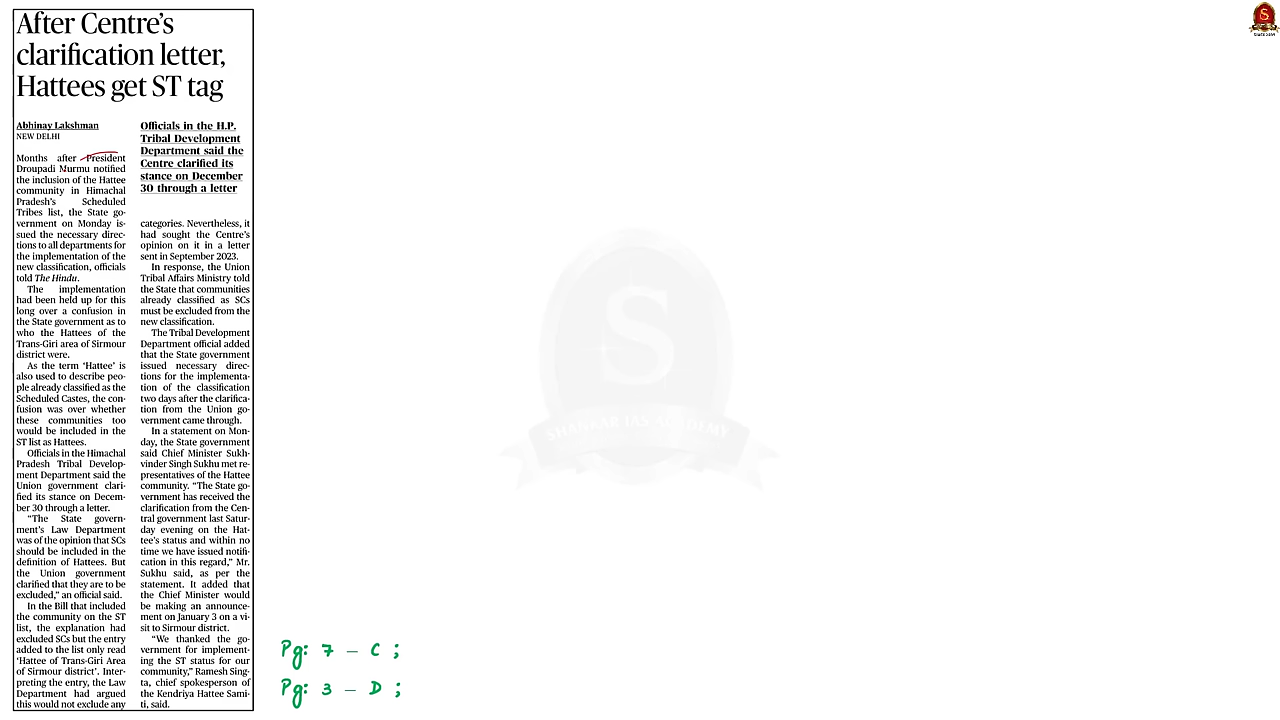 After Centre's
clarification letter,
Hattees get ST tag
Abhinay Lakshman
NEW DELHI
Months after President
Droupadi Murmu notified
the inclusion of the Hattee
community in Himachal
Pradesh's Scheduled
Tribes list, the State go-
vernment on Monday is-
sued the necessary direc-
tions to all departments for
the implementation of the
new classification, officials
told The Hindu.
The implementation
had been held up for this
long over a confusion in
the State government as to
who the Hattees of the
Trans-Giri area of Sirmour
district were.
As the term 'Hattee' is
also used to describe peo-
ple already classified as the
Scheduled Castes, the con-
fusion was over whether
these communities too
would be included in the
ST list as Hattees.
Officials in the Himachal
Pradesh Tribal Develop-
ment Department said the
Union government clari-
fied its stance on Decem-
ber 30 through a letter.
"The State govern-
ment's Law Department
was of the opinion that SCs
should be included in the
definition of Hattees. But
the Union government
clarified that they are to be
excluded," an official said.
In the Bill that included
the community on the ST
list, the explanation had
excluded SCs but the entry
added to the list only read
'Hattee of Trans-Giri Area
of Sirmour district'. Inter-
preting the entry, the Law
Department had argued
this would not exclude any
Officials in the H.P.
Tribal Development
Department said the
Centre clarified its
stance on December
30 through a letter
categories. Nevertheless, it
had sought the Centre's
opinion on it in a letter
sent in September 2023.
In response, the Union
Tribal Affairs Ministry told
the State that communities
already classified as SCs
must be excluded from the
new classification.
The Tribal Development
Department official added
that the State government
issued necessary direc-
tions for the implementa-
tion of the classification
two days after the clarifica-
tion from the Union go-
vernment came through.
In a statement on Mon-
day, the State government
said Chief Minister Sukh-
vinder Singh Sukhu met re-
presentatives of the Hattee
community. "The State go-
vernment has received the
clarification from the Cen-
tral government last Satur-
day evening on the Hat-
tee's status and within no
time we have issued notifi-
cation in this regard," Mr.
Sukhu said, as per the
statement. It added that
the Chief Minister would
be making an announce-
ment on January 3 on a vi-
sit to Sirmour district.
"We thanked the go-
vernment for implement-
ing the ST status for our
community," Ramesh Sing-
ta, chief spokesperson of
the Kendriya Hattee Sami-
ti, said.
S
SHANKAR IAS ACADEMY
Pg: 7 – C ;
Pg: 3 – D ;
S